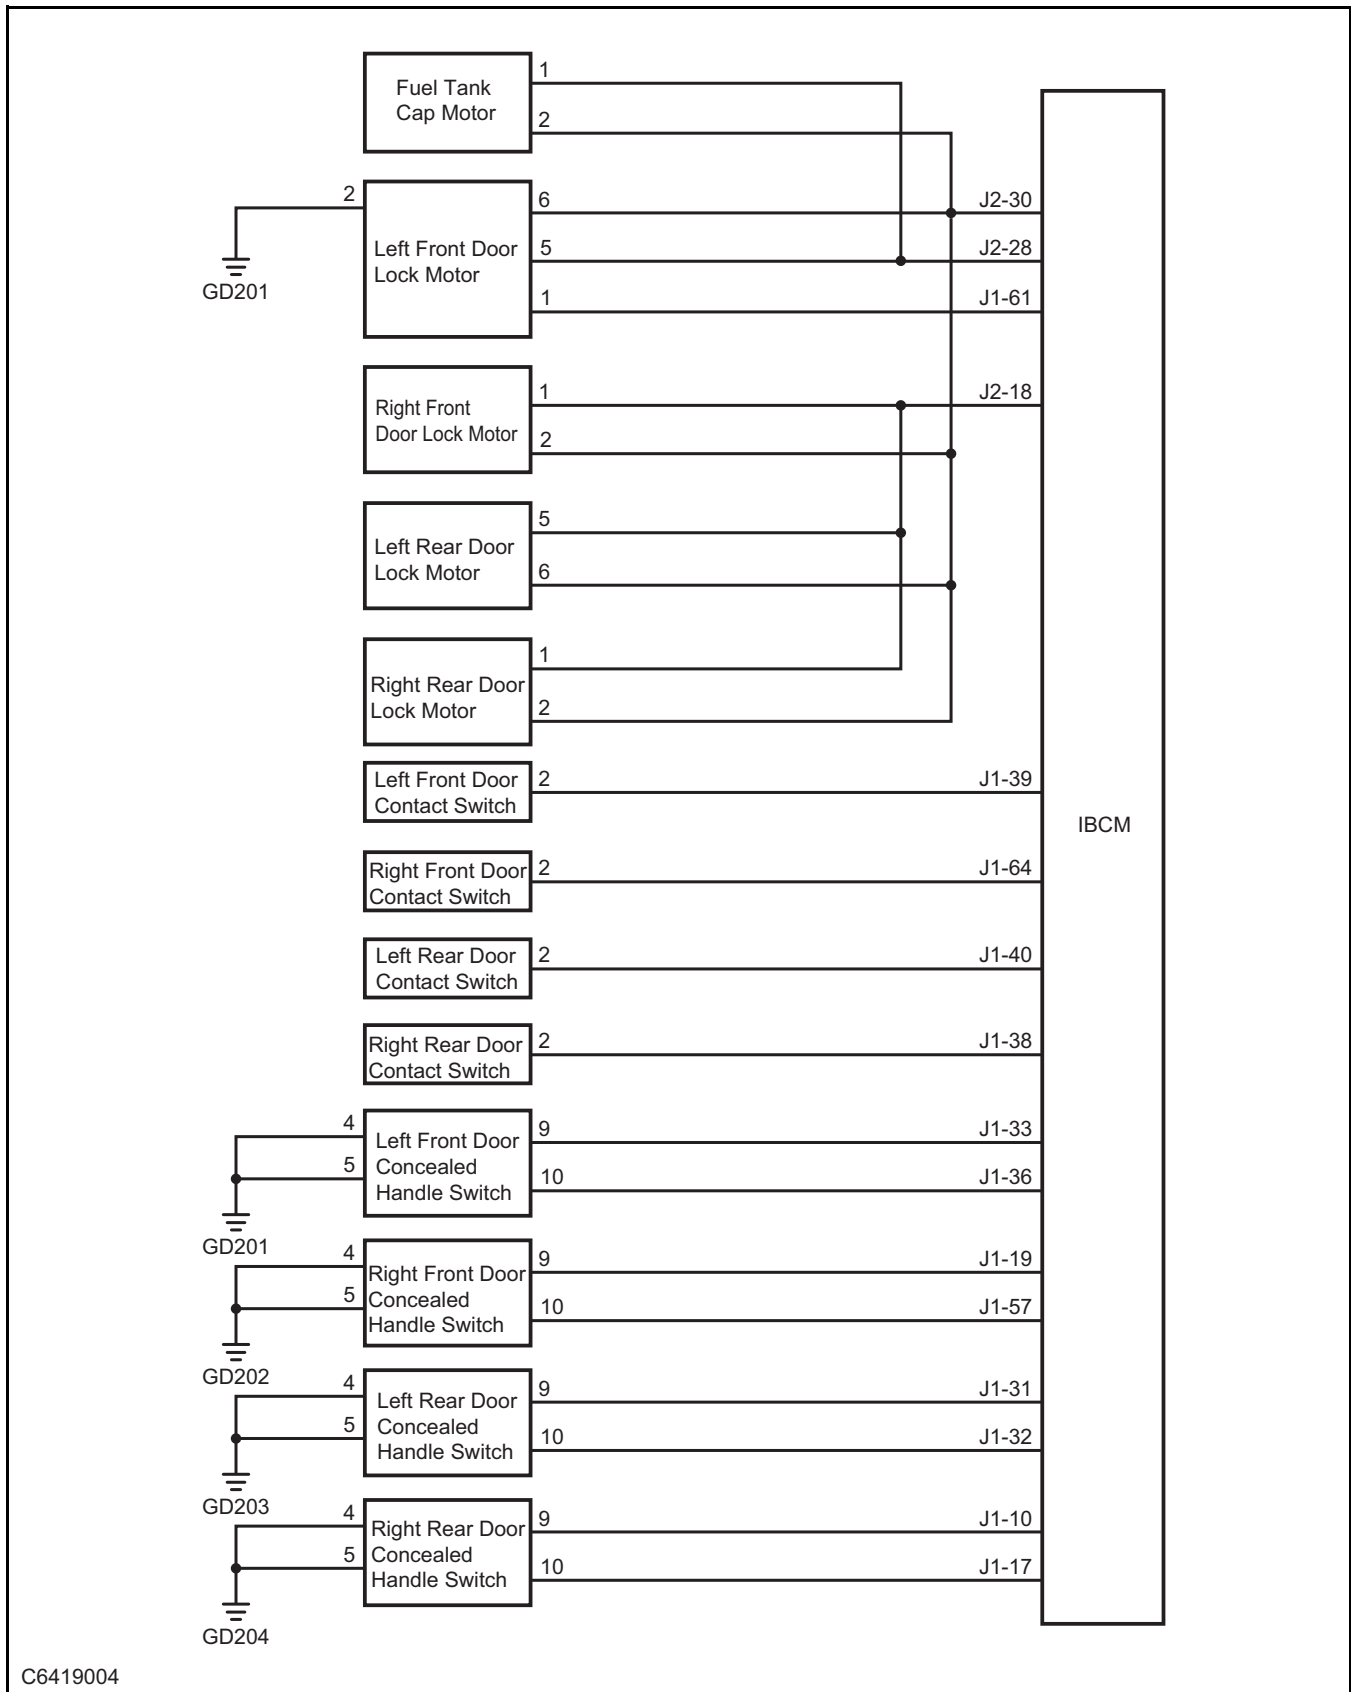 Fuel Tank
Cap Motor
1
2
2
GD201
Left Front Door
Lock Motor
6
J2-30
5
J2-28
1
J1-61
Right Front
Door Lock Motor
1
J2-18
2
Left Rear Door
Lock Motor
5
6
Right Rear Door
Lock Motor
1
2
Left Front Door
Contact Switch
2
J1-39
IBCM
Right Front Door
Contact Switch
2
J1-64
Left Rear Door
Contact Switch
2
J1-40
Right Rear Door
Contact Switch
2
J1-38
4
5
GD201
Left Front Door
Concealed
Handle Switch
9
J1-33
10
J1-36
4
5
GD202
Right Front Door
Concealed
Handle Switch
9
J1-19
10
J1-57
4
5
GD203
Left Rear Door
Concealed
Handle Switch
9
J1-31
10
J1-32
4
5
GD204
Right Rear Door
Concealed
Handle Switch
9
J1-10
10
J1-17
C6419004